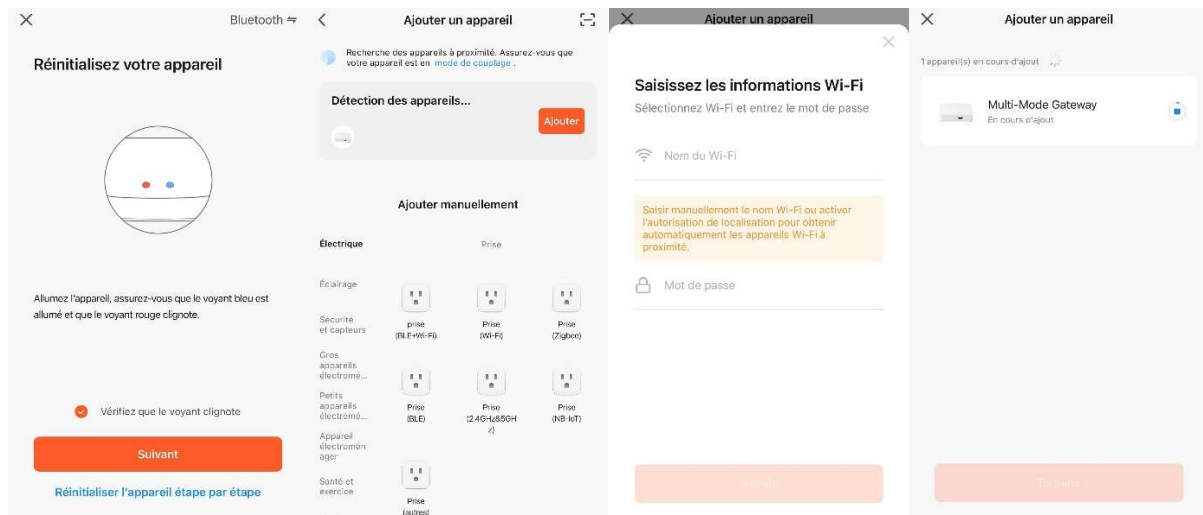 Bluetooth
Réinitialisez votre appareil
Allumez l'appareil, assurez-vous que le voyant bleu est
allumé et que le voyant rouge clignote.
Vérifiez que le voyant clignote
Suivant
Réinitialiser l'appareil étape par étape
Ajouter un appareil
Recherche des appareils à proximité. Assurez-vous que
votre appareil est en mode de couplage .
Détection des appareils...
Ajouter
Ajouter manuellement
Électrique
Prise
Éclairage
Sécurité
et capteurs
Gros
appareils
électromé...
Petits
appareils
électromé...
Appareil
électromén
ager
Santé et
exercice
prise
(BLE+Wi-Fi)
Prise
(Wi-Fi)
Prise
(Zigbee)
Prise
(BLE)
Prise
(2.4GHz&5GH
z)
Prise
(NB-IoT)
Prise
(autres)
Ajouter un appareil
Saisissez les informations Wi-Fi
Sélectionnez Wi-Fi et entrez le mot de passe
Nom du Wi-Fi
Saisir manuellement le nom Wi-Fi ou activer
l'autorisation de localisation pour obtenir
automatiquement les appareils Wi-Fi à
proximité.
Mot de passe
Suivant
Ajouter un appareil
1 appareil(s) en cours d'ajout
Multi-Mode Gateway
En cours d'ajout
Terminé